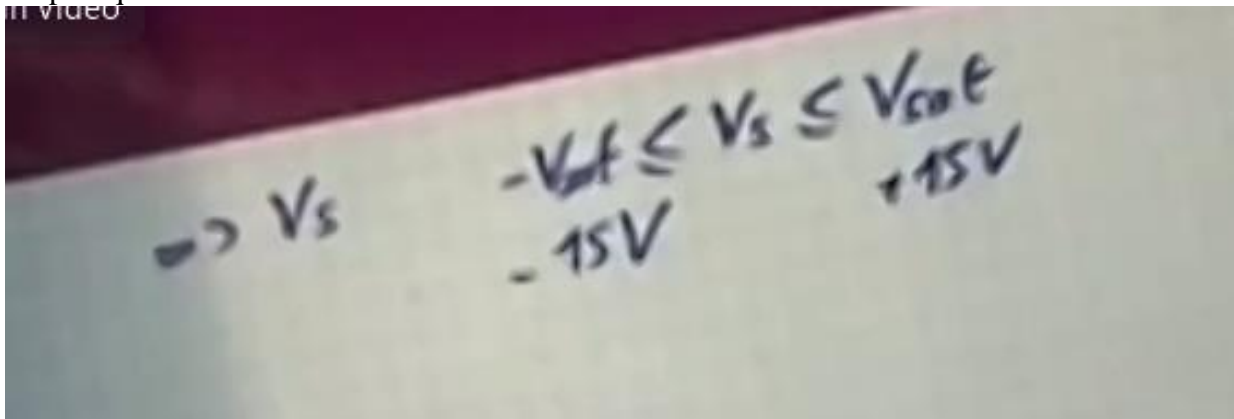 in video
=> Vs -Vsat ≤ Vs ≤ Vsat
-15V +15V